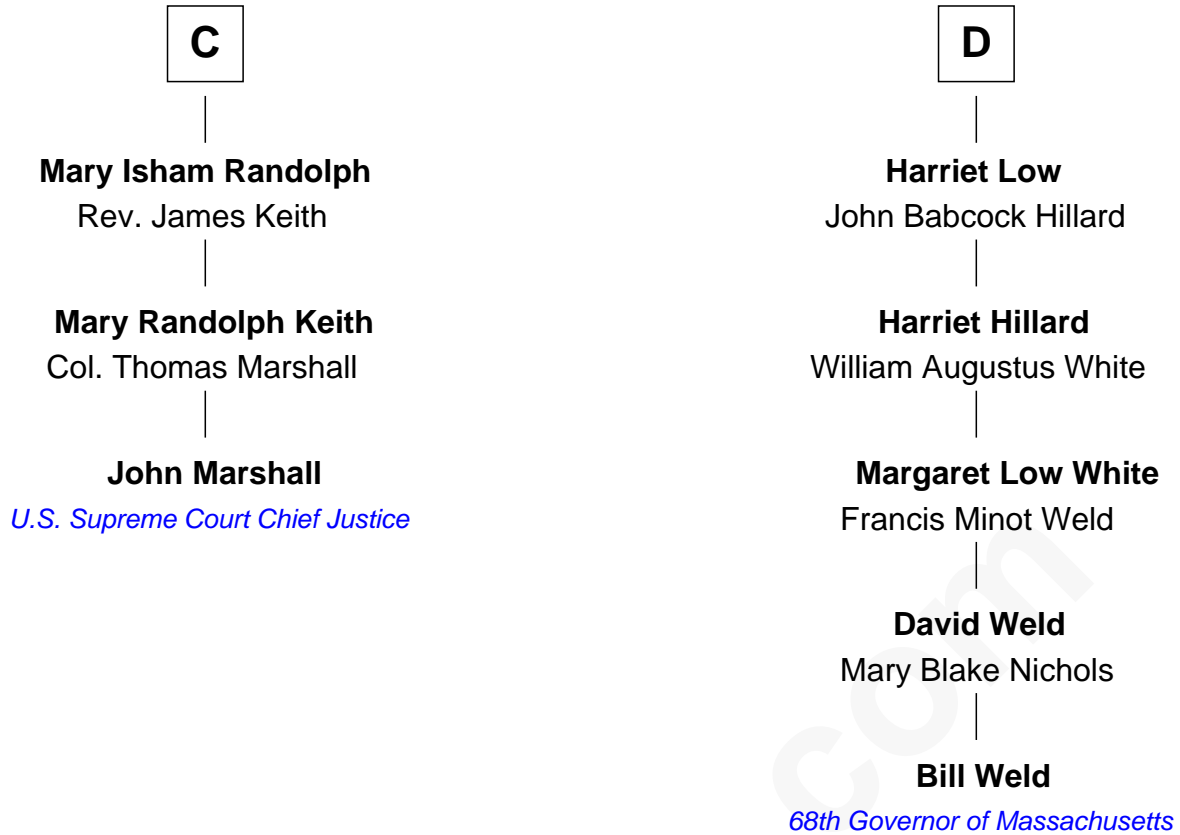 C
Mary Isham Randolph
Rev. James Keith
Mary Randolph Keith
Col. Thomas Marshall
John Marshall
U.S. Supreme Court Chief Justice
D
Harriet Low
John Babcock Hillard
Harriet Hillard
William Augustus White
Margaret Low White
Francis Minot Weld
David Weld
Mary Blake Nichols
Bill Weld
68th Governor of Massachusetts
com